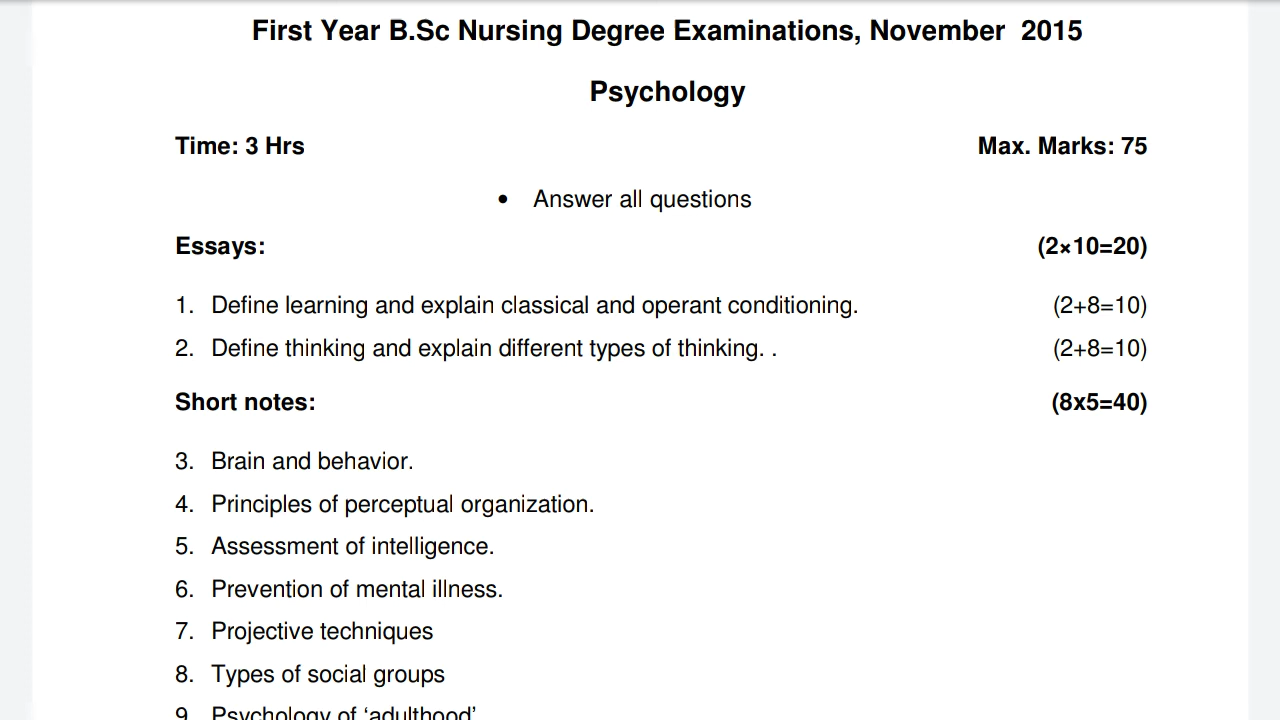 First Year B.Sc Nursing Degree Examinations, November 2015
Psychology
Time: 3 Hrs Max. Marks: 75
• Answer all questions
Essays: (2×10=20)
1. Define learning and explain classical and operant conditioning. (2+8=10)
2. Define thinking and explain different types of thinking. . (2+8=10)
Short notes: (8x5=40)
3. Brain and behavior.
4. Principles of perceptual organization.
5. Assessment of intelligence.
6. Prevention of mental illness.
7. Projective techniques
8. Types of social groups
9. Psychology of ‘adulthood’